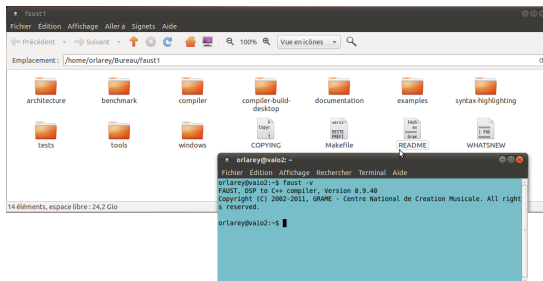 faust1
Fichier Édition Affichage Aller à Signets Aide
Précédent Suivant 100% Vue en icônes
Emplacement : /home/orlarey/Bureau/faust1
architecture benchmark compiler compiler-build-desktop documentation examples syntax-highlighting
tests tools windows COPYING Makefile README WHATSNEW
orlarey@vaio2: ~
Fichier Édition Affichage Rechercher Terminal Aide
orlarey@vaio2:~$ faust -v
FAUST, DSP to C++ compiler, Version 0.9.40
Copyright (C) 2002-2011, GRAME - Centre National de Creation Musicale. All right
s reserved.
orlarey@vaio2:~$
14 éléments, espace libre : 24,2 Gio